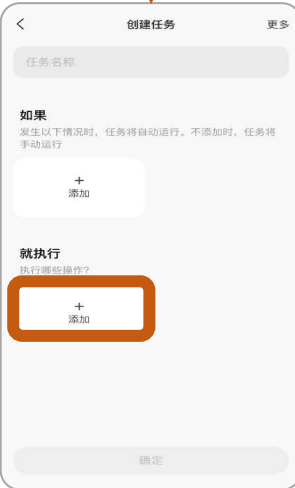 创建任务
更多
任务名称
如果
发生以下情况时，任务将自动运行。不添加时，任务将
手动运行
+
添加
就执行
执行哪些操作?
+
添加
确定